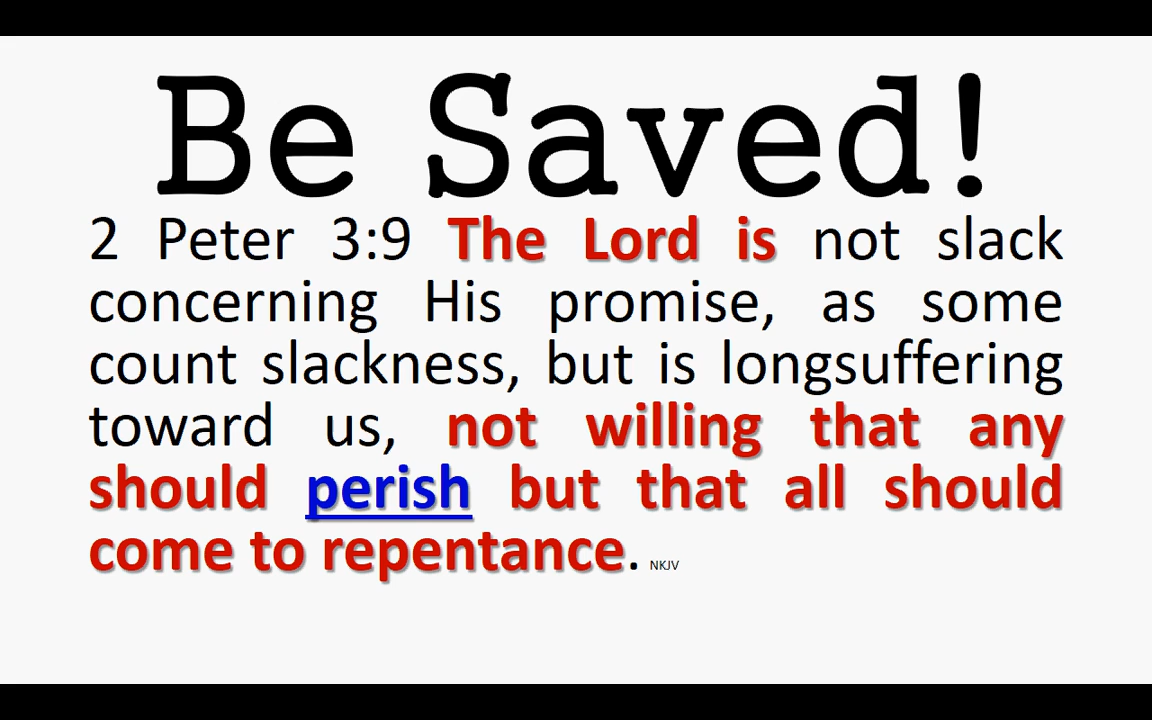 Be Saved!
2 Peter 3:9 The Lord is not slack
concerning His promise, as some
count slackness, but is longsuffering
toward us, not willing that any
should perish but that all should
come to repentance. NKJV